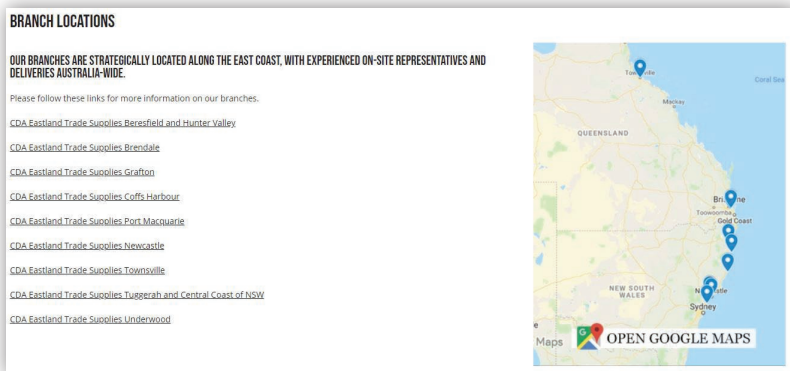 BRANCH LOCATIONS
OUR BRANCHES ARE STRATEGICALLY LOCATED ALONG THE EAST COAST, WITH EXPERIENCED ON-SITE REPRESENTATIVES AND
DELIVERIES AUSTRALIA-WIDE.
Please follow these links for more information on our branches.
CDA Eastland Trade Supplies Beresfield and Hunter Valley
CDA Eastland Trade Supplies Brendale
CDA Eastland Trade Supplies Grafton
CDA Eastland Trade Supplies Coffs Harbour
CDA Eastland Trade Supplies Port Macquarie
CDA Eastland Trade Supplies Newcastle
CDA Eastland Trade Supplies Townsville
CDA Eastland Trade Supplies Tuggerah and Central Coast of NSW
CDA Eastland Trade Supplies Underwood
Coral Sea
Mackay
QUEENSLAND
Toowoomba
Gold Coast
NEW SOUTH
WALES
Sydney
Maps
OPEN GOOGLE MAPS